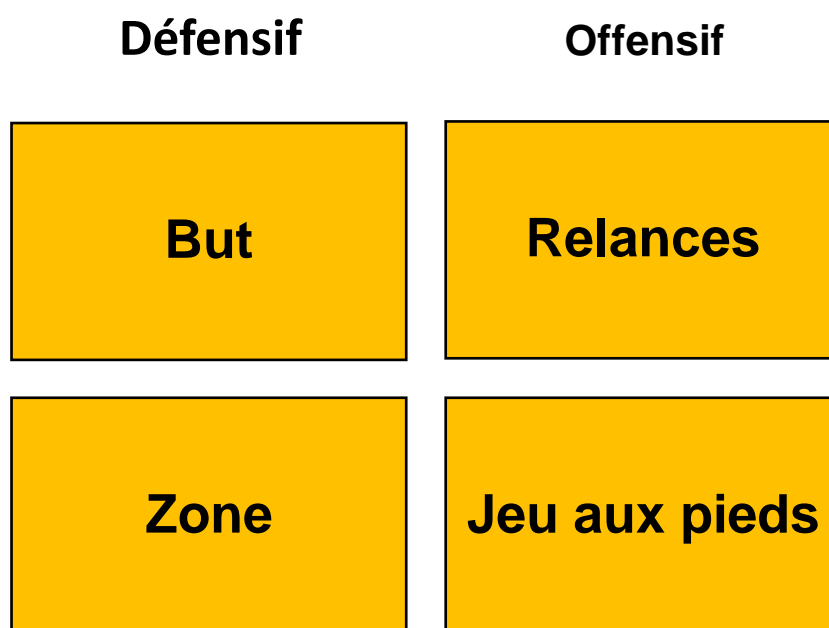 Défensif
Offensif
But
Relances
Zone
Jeu aux pieds